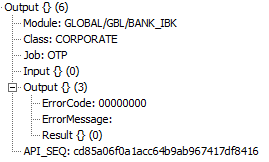 Output {} (6)
Module: GLOBAL/GBL/BANK_IBK
Class: CORPORATE
Job: OTP
Input {} (0)
Output {} (3)
ErrorCode: 00000000
ErrorMessage:
Result {} (0)
API_SEQ: cd85a06f0a1acc64b9ab967417df8416